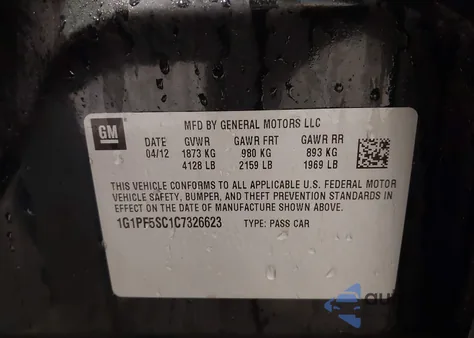 GM
MFD BY GENERAL MOTORS LLC
DATE GVWR GAWR FRT GAWR RR
04/12 1873 KG 980 KG 893 KG
4128 LB 2159 LB 1969 LB
THIS VEHICLE CONFORMS TO ALL APPLICABLE U.S. FEDERAL MOTOR
VEHICLE SAFETY, BUMPER, AND THEFT PREVENTION STANDARDS IN
EFFECT ON THE DATE OF MANUFACTURE SHOWN ABOVE.
1G1PF5SC1C7326623 TYPE: PASS CAR